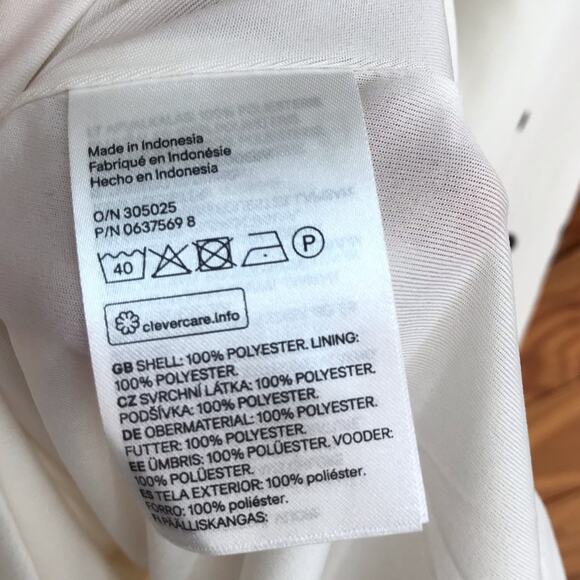 Made in Indonesia
Fabriqué en Indonésie
Hecho en Indonesia
O/N 305025
P/N 0637569 8
40
P
clevercare.info
GB SHELL: 100% POLYESTER. LINING:
100% POLYESTER.
CZ SVRCHNÍ LÁTKA: 100% POLYESTER.
PODŠÍVKA: 100% POLYESTER.
DE OBERMATERIAL: 100% POLYESTER.
FUTTER: 100% POLYESTER.
EE ÜMBRIS: 100% POLÜESTER. VOODER:
100% POLÜESTER.
ES TELA EXTERIOR: 100% poliéster.
FORRO: 100% poliéster.
FI PÄÄLLISKANGAS: